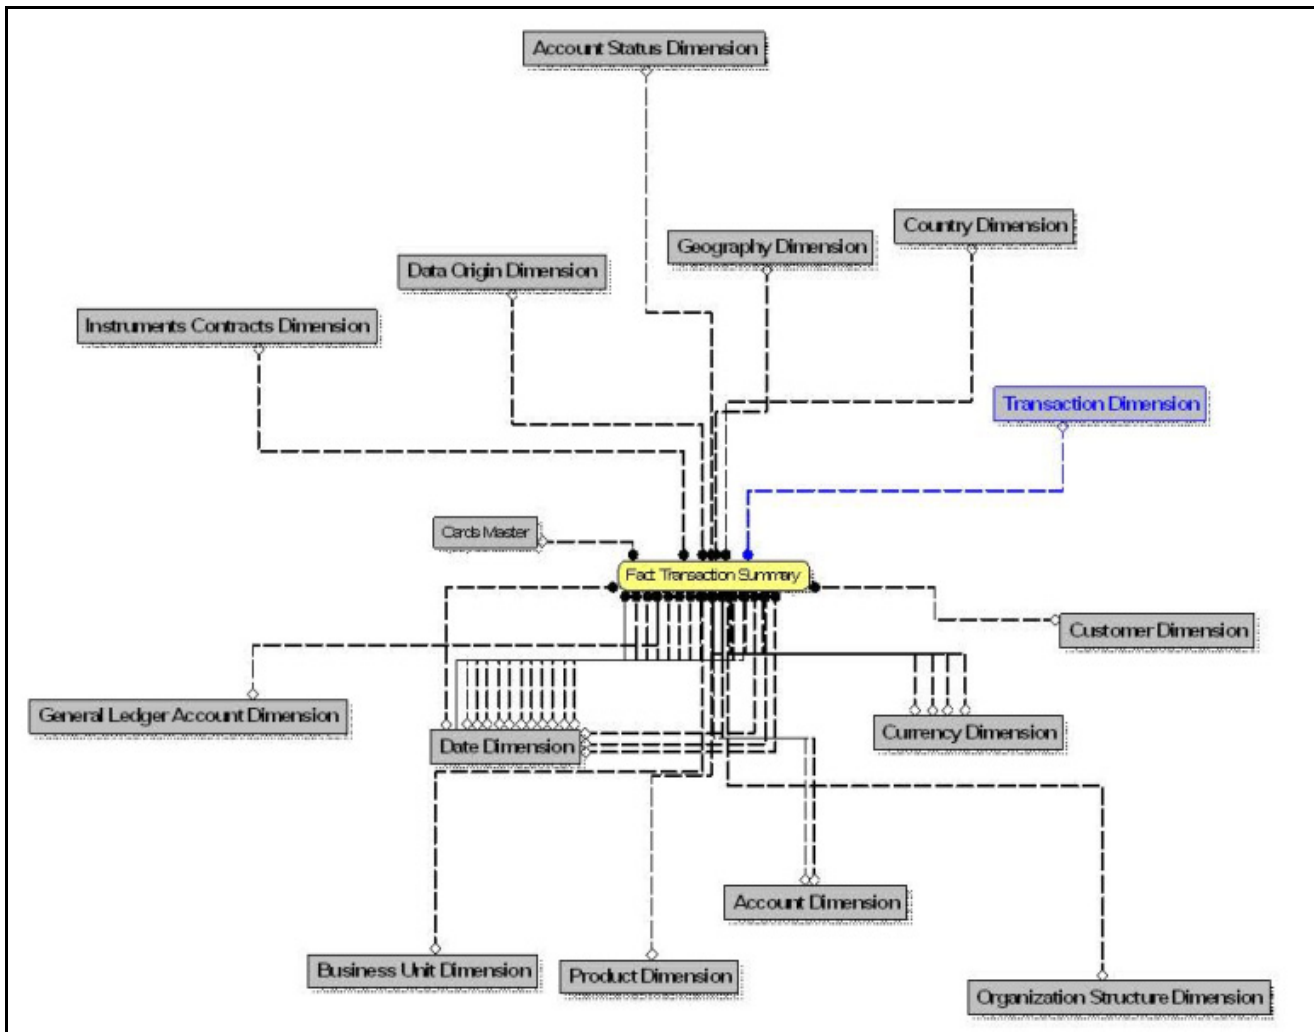 Account Status Dimension
Country Dimension
Geography Dimension
Data Origin Dimension
Instruments Contracts Dimension
Transaction Dimension
Cards Master
Fact Transaction Summary
Customer Dimension
General Ledger Account Dimension
Currency Dimension
Date Dimension
Account Dimension
Business Unit Dimension
Product Dimension
Organization Structure Dimension